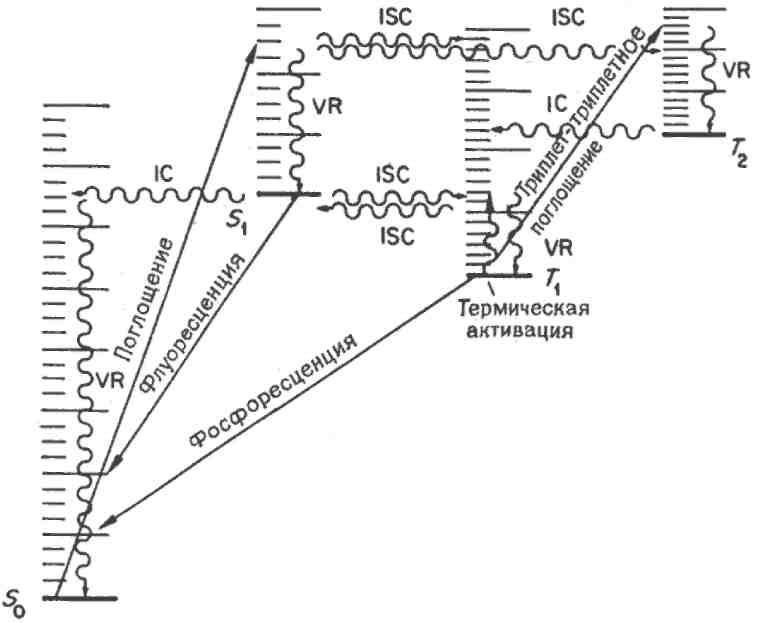 ISC
ISC
VR
VR
IC
T₂
IC
ISC
S₁
ISC
VR
T₁
Триплет-триплетное
поглощение
Термическая
активация
Поглощение
Флуоресценция
VR
Фосфоресценция
S₀